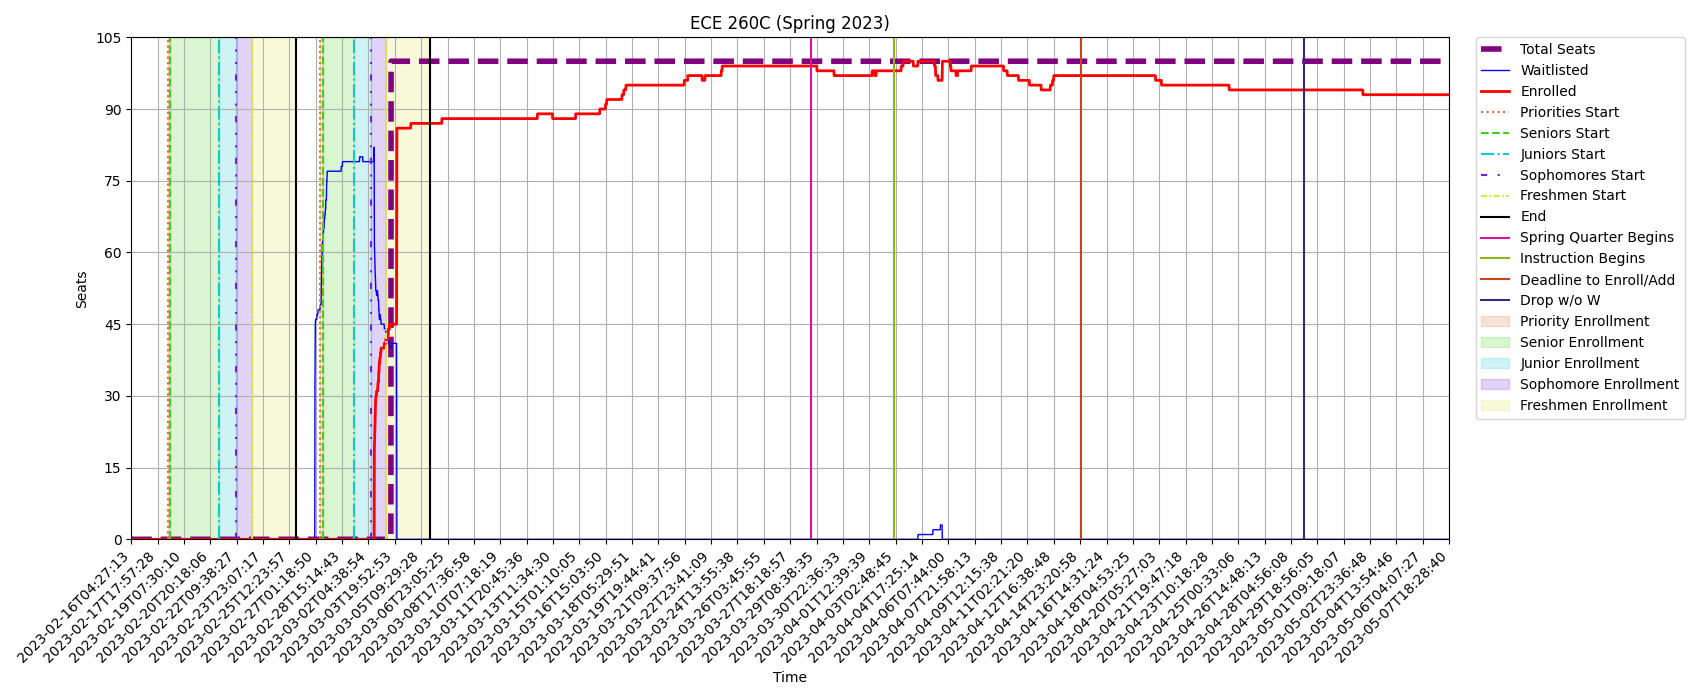 ECE 260C (Spring 2023)
Seats
105
90
75
60
45
30
15
0
2023-02-16T04:27:13
2023-02-17T17:57:28
2023-02-19T07:30:10
2023-02-20T20:18:06
2023-02-22T09:38:27
2023-02-23T23:07:17
2023-02-25T12:23:57
2023-02-27T01:18:50
2023-02-28T15:14:43
2023-03-02T04:38:54
2023-03-03T19:52:53
2023-03-05T09:29:28
2023-03-06T23:05:25
2023-03-08T17:36:58
2023-03-10T07:18:19
2023-03-11T20:45:36
2023-03-13T11:34:30
2023-03-15T01:10:05
2023-03-16T15:03:50
2023-03-18T05:29:51
2023-03-19T19:44:41
2023-03-21T09:37:56
2023-03-22T23:41:09
2023-03-24T13:55:38
2023-03-26T03:45:55
2023-03-27T18:18:57
2023-03-29T08:38:35
2023-03-30T22:36:33
2023-04-01T12:39:39
2023-04-03T02:48:45
2023-04-04T17:25:14
2023-04-06T07:44:00
2023-04-07T21:58:13
2023-04-09T12:15:38
2023-04-11T02:21:20
2023-04-12T16:38:48
2023-04-14T23:20:58
2023-04-16T14:31:24
2023-04-18T04:53:25
2023-04-20T05:27:03
2023-04-21T19:47:18
2023-04-23T10:18:28
2023-04-25T00:33:06
2023-04-26T14:48:13
2023-04-28T04:56:08
2023-04-29T18:56:05
2023-05-01T09:18:07
2023-05-02T23:36:48
2023-05-04T13:54:46
2023-05-06T04:07:27
2023-05-07T18:28:40
Time
Total Seats
Waitlisted
Enrolled
Priorities Start
Seniors Start
Juniors Start
Sophomores Start
Freshmen Start
End
Spring Quarter Begins
Instruction Begins
Deadline to Enroll/Add
Drop w/o W
Priority Enrollment
Senior Enrollment
Junior Enrollment
Sophomore Enrollment
Freshmen Enrollment